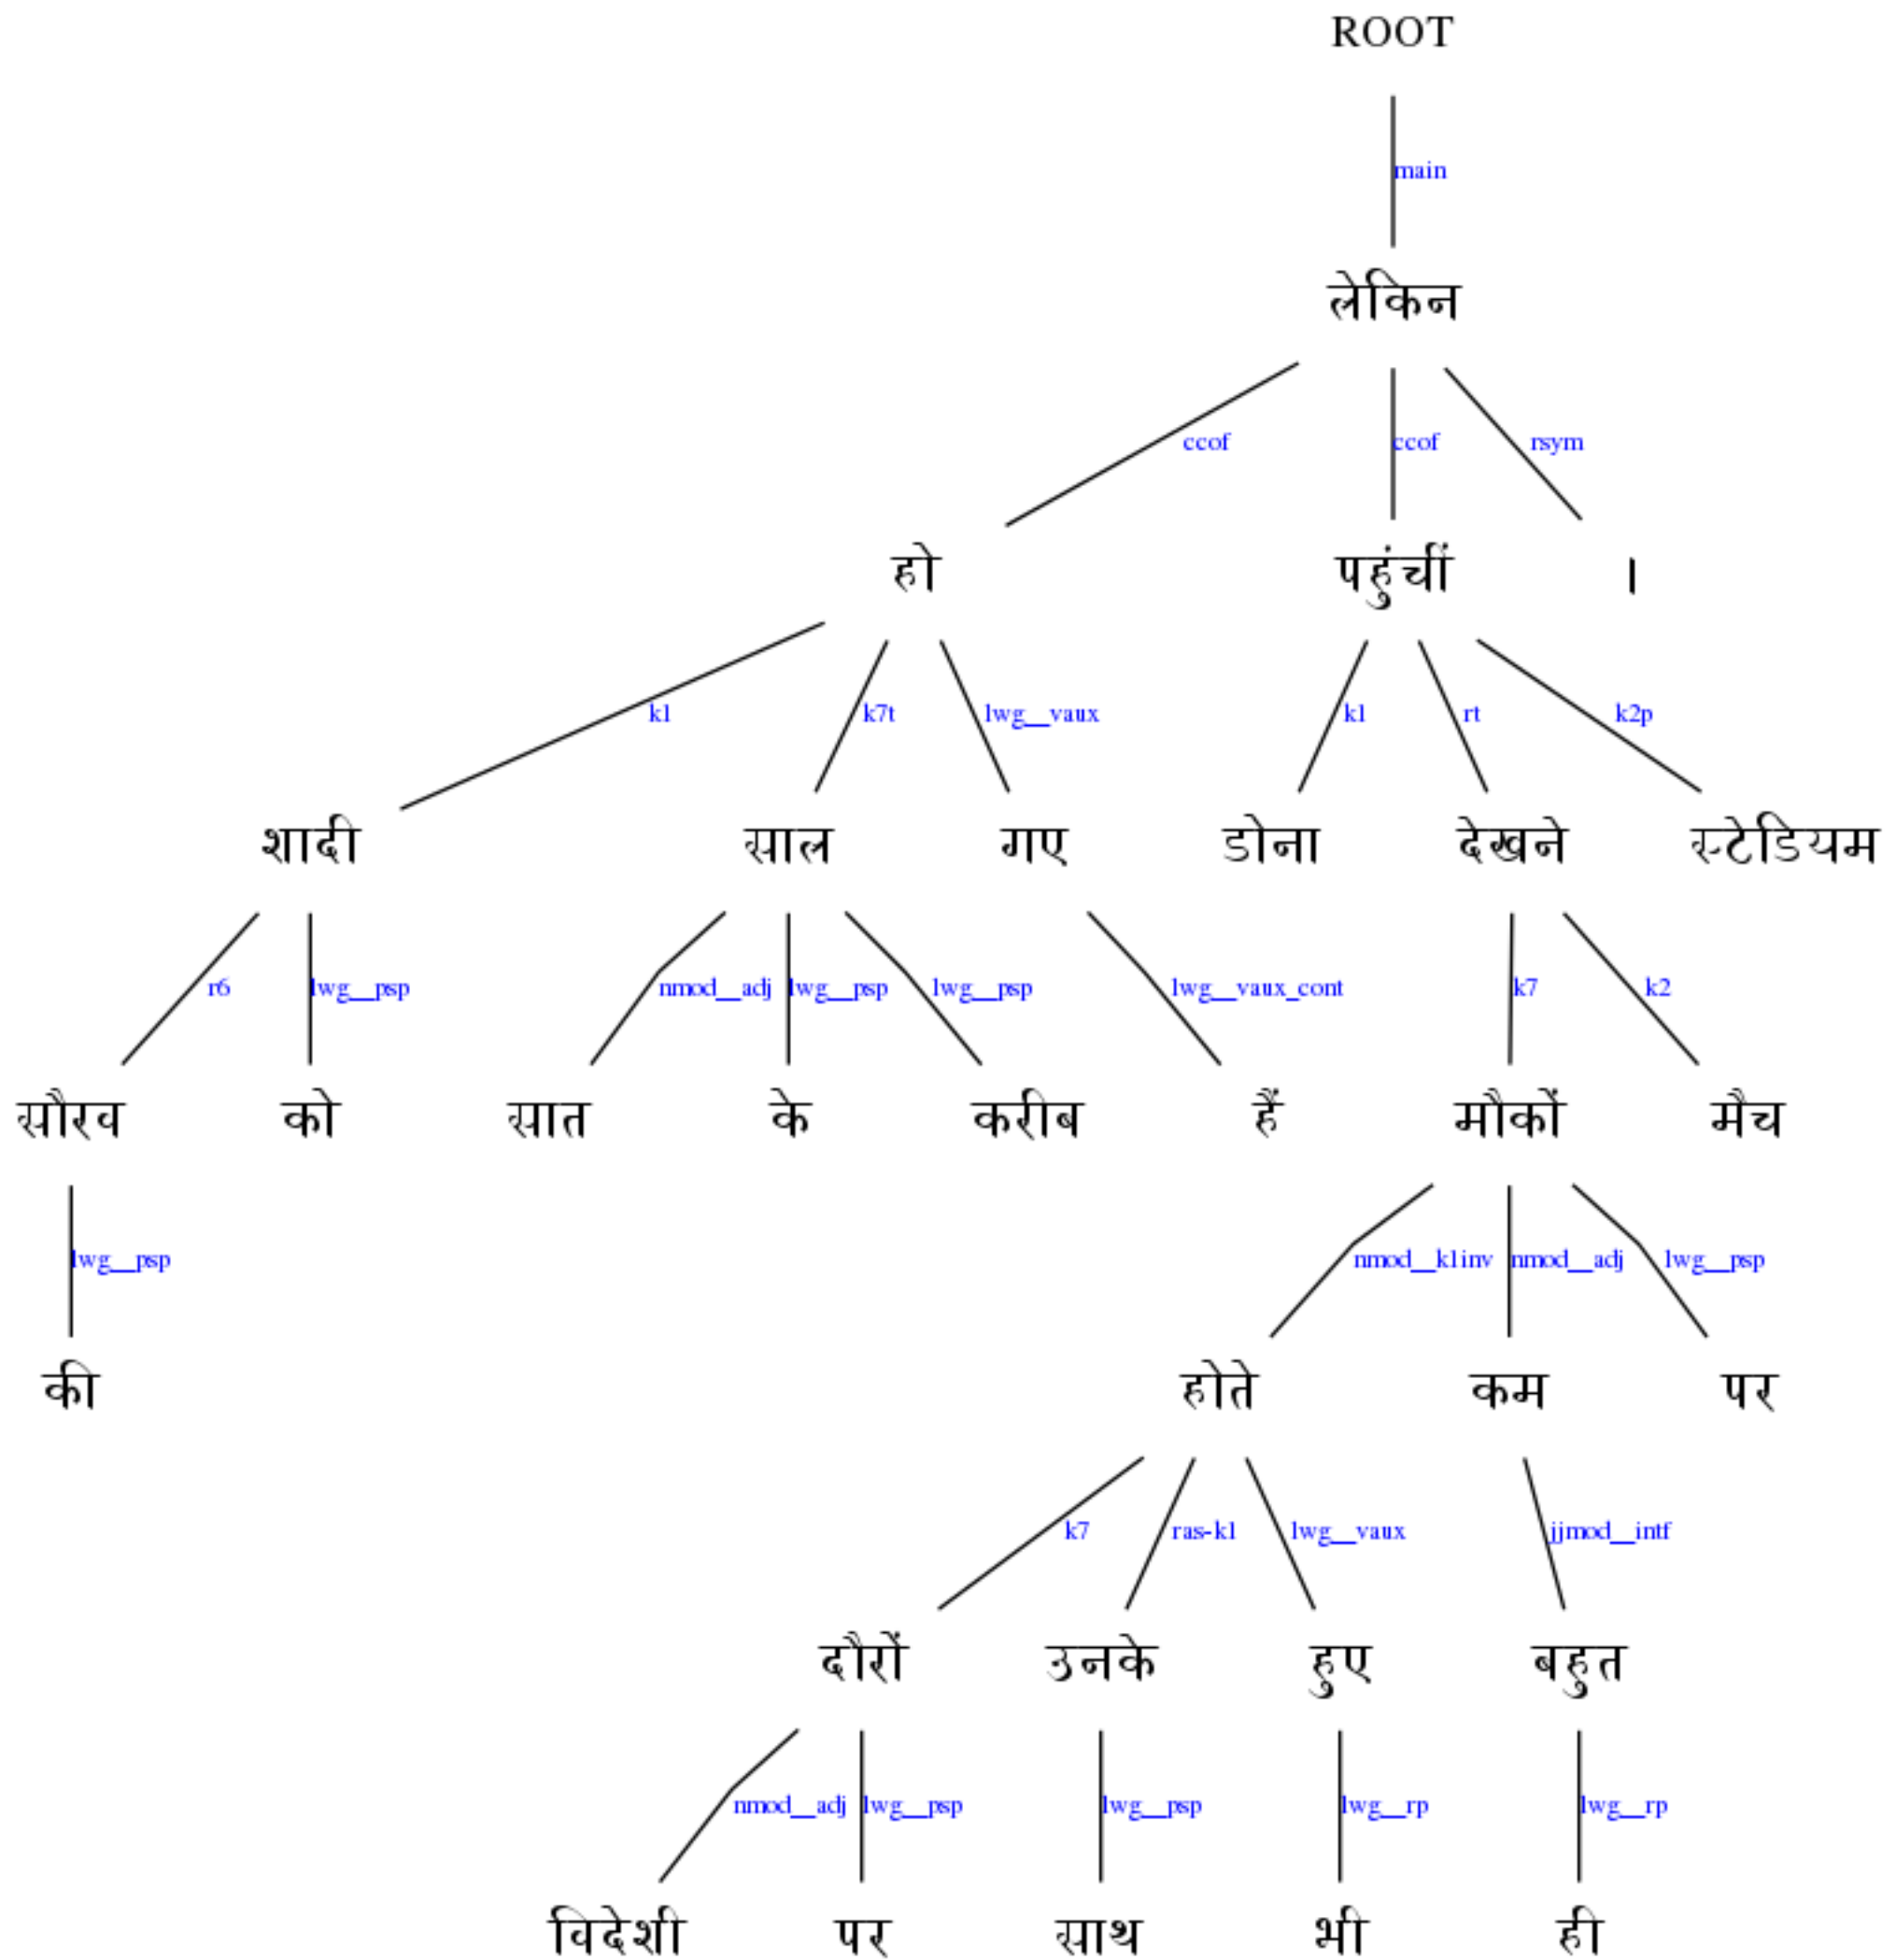 ROOT
main
लेकिन
ccof ccof rsym
हो पहुंचीं ।
k1 k7t lwg__vaux k1 rt k2p
शादी साल गए डोना देखने स्टेडियम
r6 lwg__psp nmod__adj lwg__psp lwg__psp lwg__vaux_cont k7 k2
सौरव को सात के करीब हैं मौकों मैच
lwg__psp nmod__k1inv nmod__adj lwg__psp
की होते कम पर
k7 ras-k1 lwg__vaux jjmod__intf
दौरों उनके हुए बहुत
nmod__adj lwg__psp lwg__psp lwg__rp lwg__rp
विदेशी पर साथ भी ही